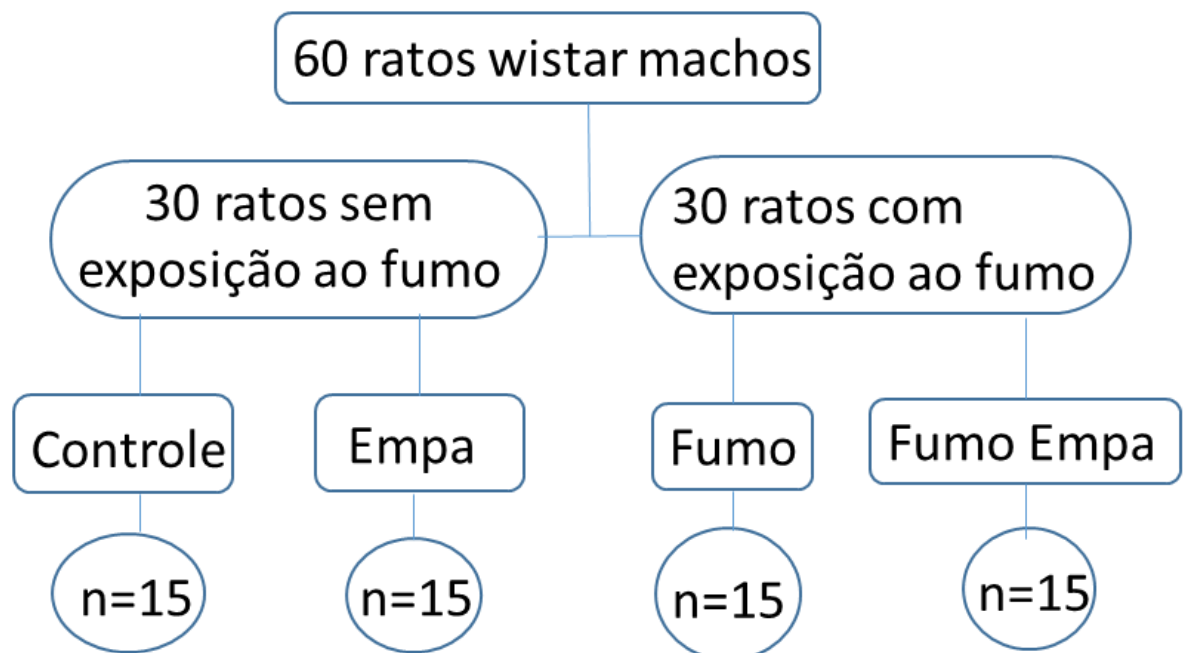 60 ratos wistar machos
30 ratos sem
exposição ao fumo
30 ratos com
exposição ao fumo
Controle
Empa
Fumo
Fumo Empa
n=15
n=15
n=15
n=15